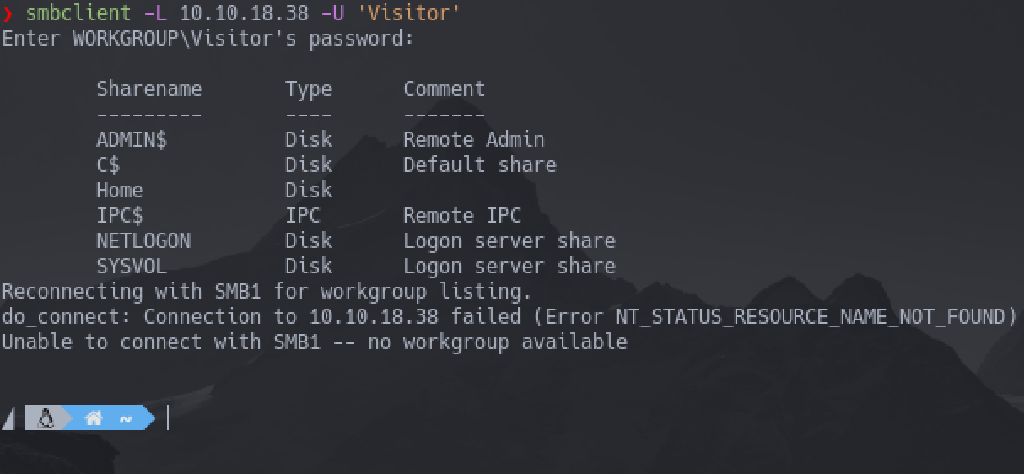 ❯ smbclient -L 10.10.18.38 -U 'Visitor'
Enter WORKGROUP\Visitor's password:
Sharename Type Comment
--------- ---- -------
ADMIN$ Disk Remote Admin
C$ Disk Default share
Home Disk
IPC$ IPC Remote IPC
NETLOGON Disk Logon server share
SYSVOL Disk Logon server share
Reconnecting with SMB1 for workgroup listing.
do_connect: Connection to 10.10.18.38 failed (Error NT_STATUS_RESOURCE_NAME_NOT_FOUND)
Unable to connect with SMB1 -- no workgroup available
~